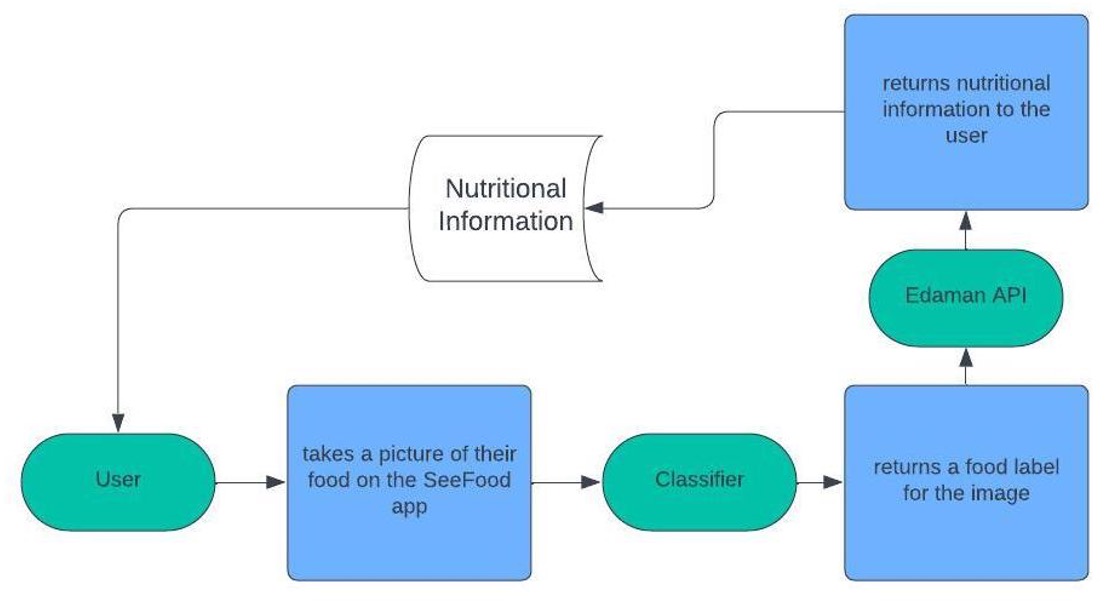 returns nutritional
information to the
user
Nutritional
Information
Edaman API
User
takes a picture of their
food on the SeeFood
app
Classifier
returns a food label
for the image